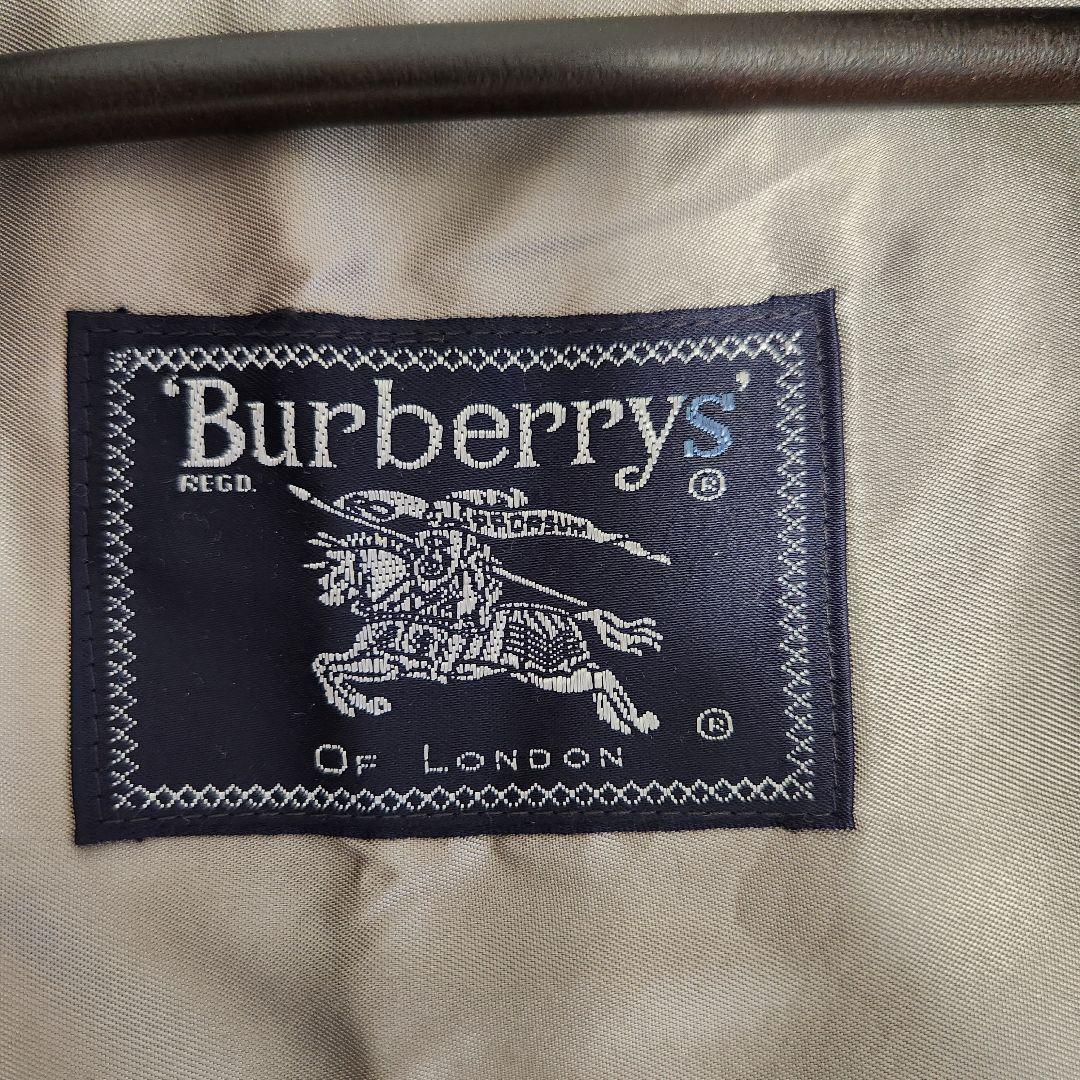 'Burberrys'
REGD. ®
PRORSUM
®
OF LONDON